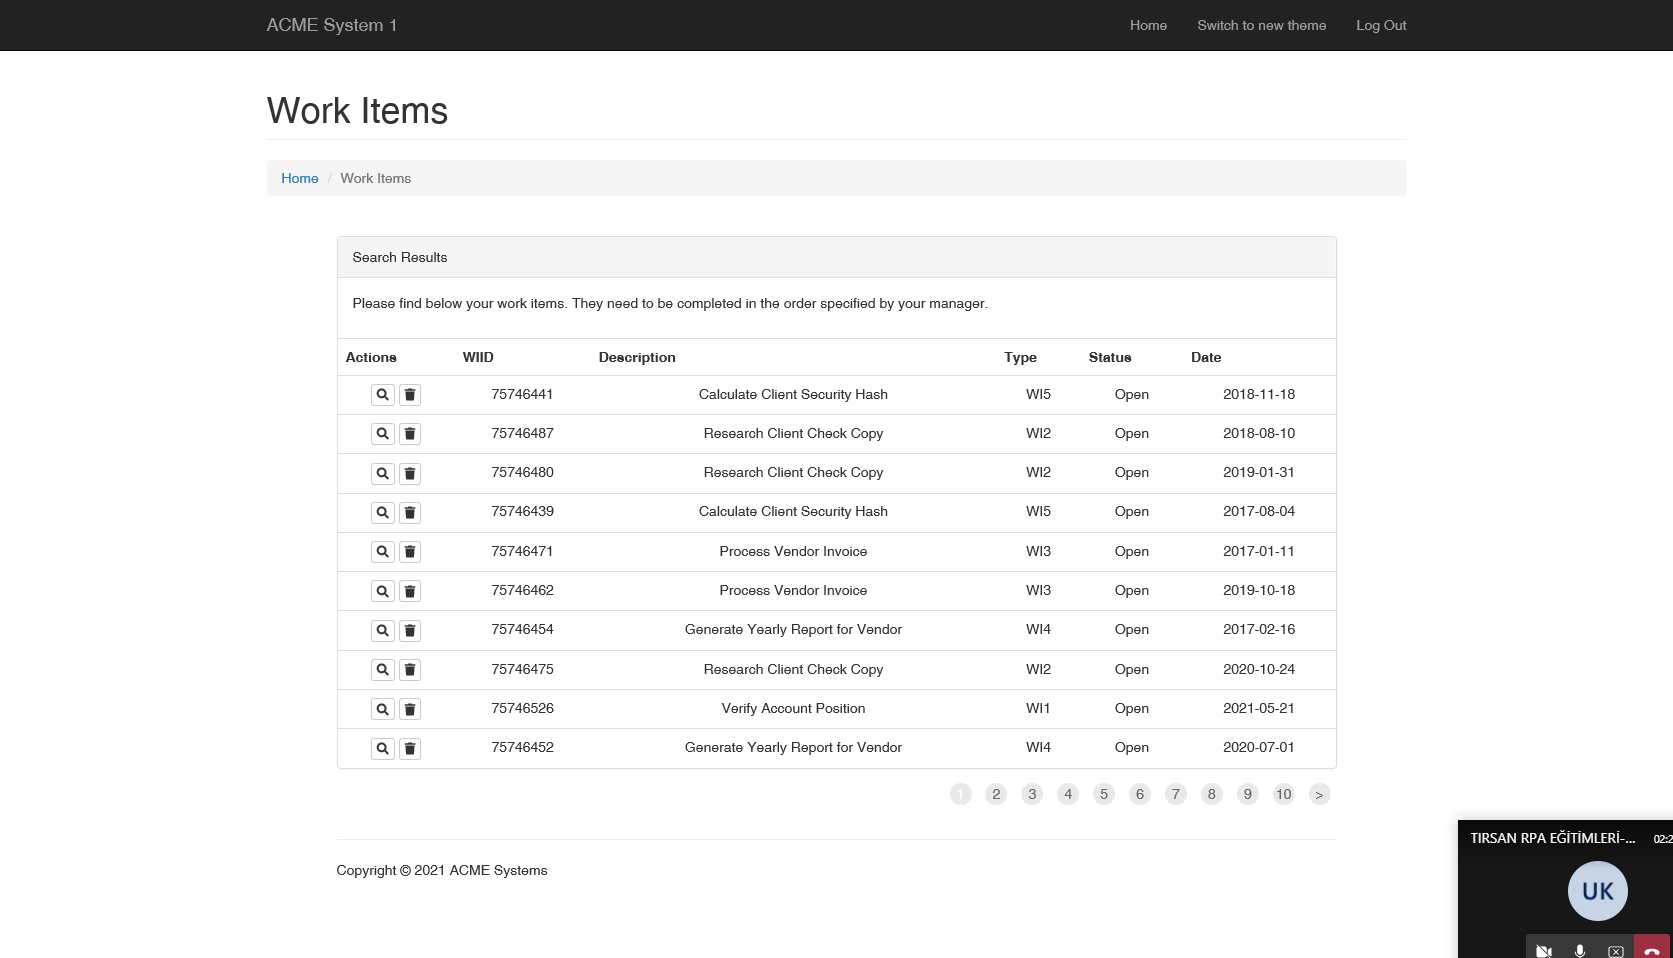 ACME System 1 Home Switch to new theme Log Out
Work Items
Home / Work Items
Search Results
Please find below your work items. They need to be completed in the order specified by your manager.
Actions WIID Description Type Status Date
75746441 Calculate Client Security Hash WI5 Open 2018-11-18
75746487 Research Client Check Copy WI2 Open 2018-08-10
75746480 Research Client Check Copy WI2 Open 2019-01-31
75746439 Calculate Client Security Hash WI5 Open 2017-08-04
75746471 Process Vendor Invoice WI3 Open 2017-01-11
75746462 Process Vendor Invoice WI3 Open 2019-10-18
75746454 Generate Yearly Report for Vendor WI4 Open 2017-02-16
75746475 Research Client Check Copy WI2 Open 2020-10-24
75746526 Verify Account Position WI1 Open 2021-05-21
75746452 Generate Yearly Report for Vendor WI4 Open 2020-07-01
1 2 3 4 5 6 7 8 9 10 >
TIRSAN RPA EĞİTİMLERİ-... 02:2
UK
Copyright © 2021 ACME Systems